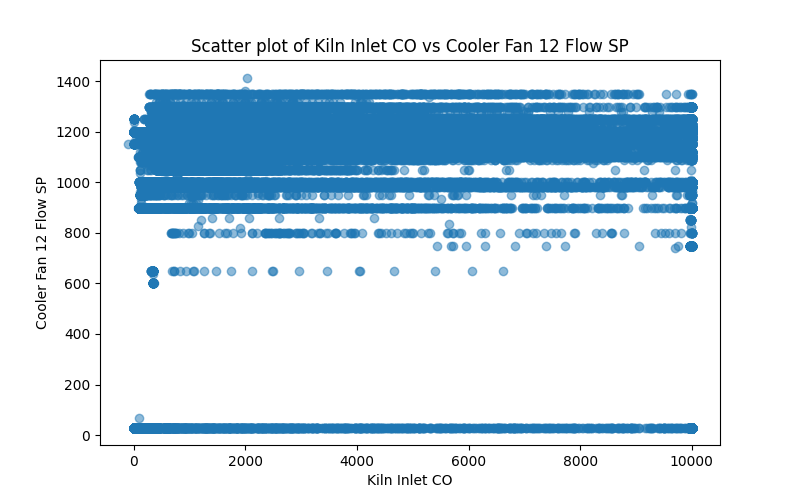 Scatter plot of Kiln Inlet CO vs Cooler Fan 12 Flow SP
1400
1200
1000
800
600
400
200
0
Cooler Fan 12 Flow SP
0 2000 4000 6000 8000 10000
Kiln Inlet CO